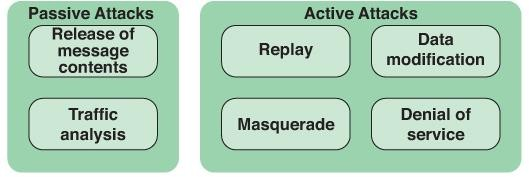 Passive Attacks
Release of
message
contents
Traffic
analysis
Active Attacks
Replay
Data
modification
Masquerade
Denial of
service